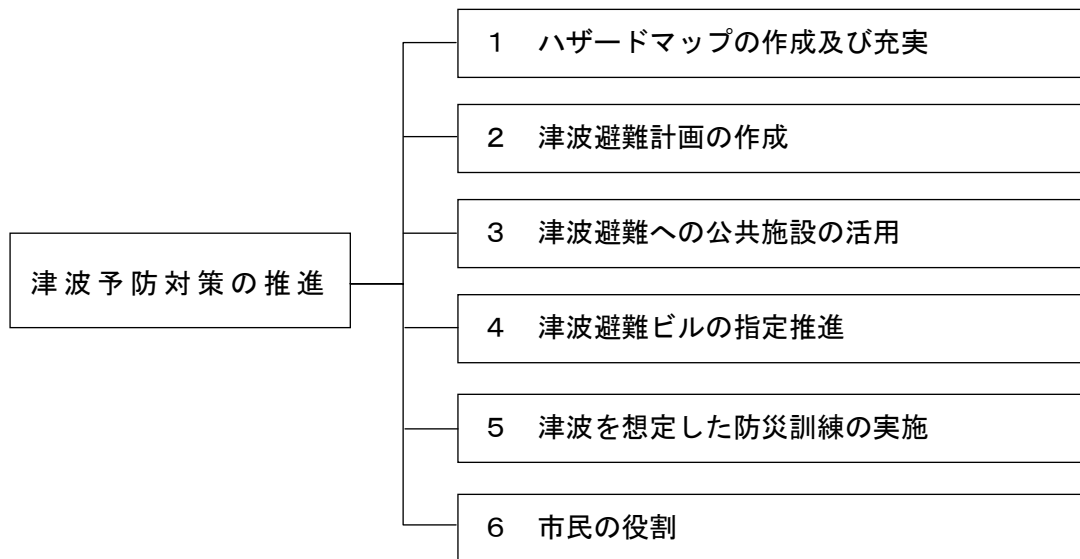 1　ハザードマップの作成及び充実
2　津波避難計画の作成
3　津波避難への公共施設の活用
津波予防対策の推進
4　津波避難ビルの指定推進
5　津波を想定した防災訓練の実施
6　市民の役割